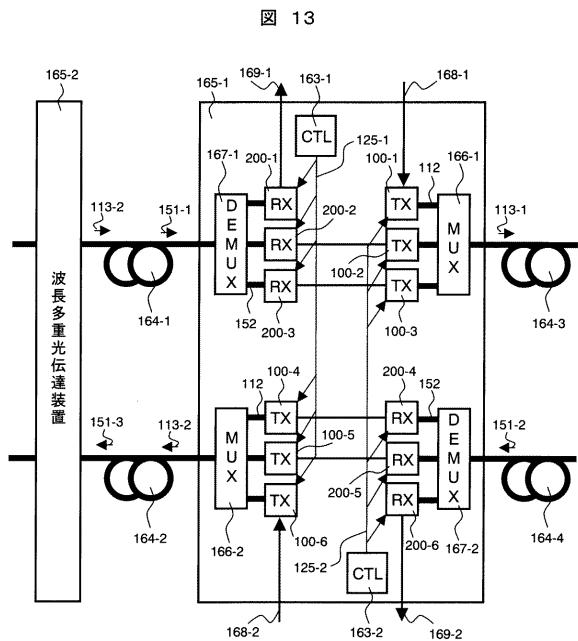 図 13
165-2
165-1
169-1
163-1
168-1
CTL
167-1
200-1
125-1
100-1
112
166-1
113-2
151-1
DEMUX
RX
200-2
TX
MUX
113-1
RX
TX
100-2
RX
TX
164-1
152
200-3
100-3
164-3
波長多重光伝達装置
112
100-4
200-4
152
151-3
113-2
MUX
TX
100-5
RX
DEMUX
151-2
TX
RX
200-5
TX
RX
164-2
166-2
100-6
125-2
200-6
167-2
164-4
CTL
168-2
163-2
169-2